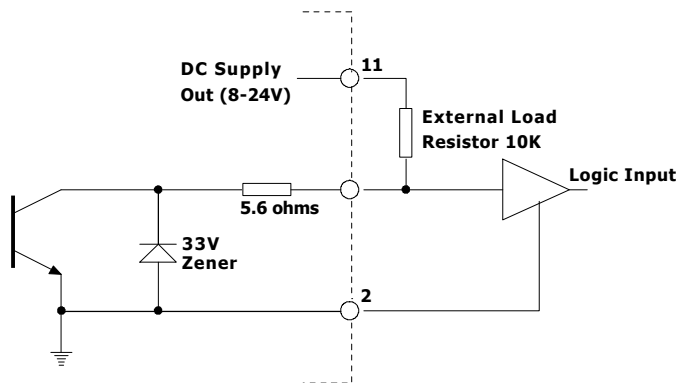 DC Supply
Out (8-24V)
11
External Load
Resistor 10K
Logic Input
5.6 ohms
33V
Zener
2